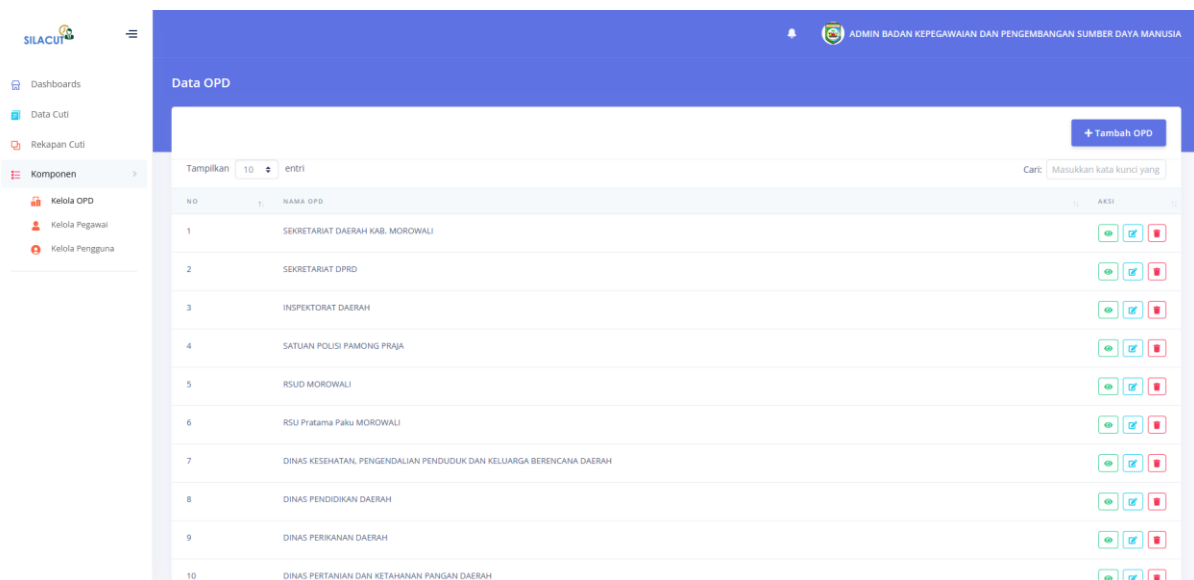 SILACUT
ADMIN BADAN KEPEGAWAIAN DAN PENGEMBANGAN SUMBER DAYA MANUSIA
Dashboards
Data Cuti
Rekapan Cuti
Komponen
Kelola OPD
Kelola Pegawai
Kelola Pengguna
Data OPD
+ Tambah OPD
Tampilkan 10 entri
Cari: Masukkan kata kunci yang
NO NAMA OPD AKSI
1 SEKRETARIAT DAERAH KAB. MOROWALI
2 SEKRETARIAT DPRD
3 INSPEKTORAT DAERAH
4 SATUAN POLISI PAMONG PRAJA
5 RSUD MOROWALI
6 RSU Pratama Paku MOROWALI
7 DINAS KESEHATAN, PENGENDALIAN PENDUDUK DAN KELUARGA BERENCANA DAERAH
8 DINAS PENDIDIKAN DAERAH
9 DINAS PERIKANAN DAERAH
10 DINAS PERTANIAN DAN KETAHANAN PANGAN DAERAH